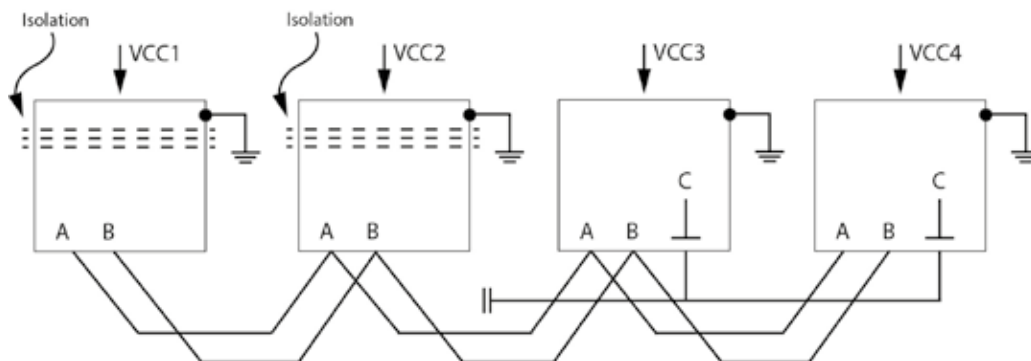 Isolation
Isolation
VCC1
VCC2
VCC3
VCC4
C
C
A B
A B
A B
A B